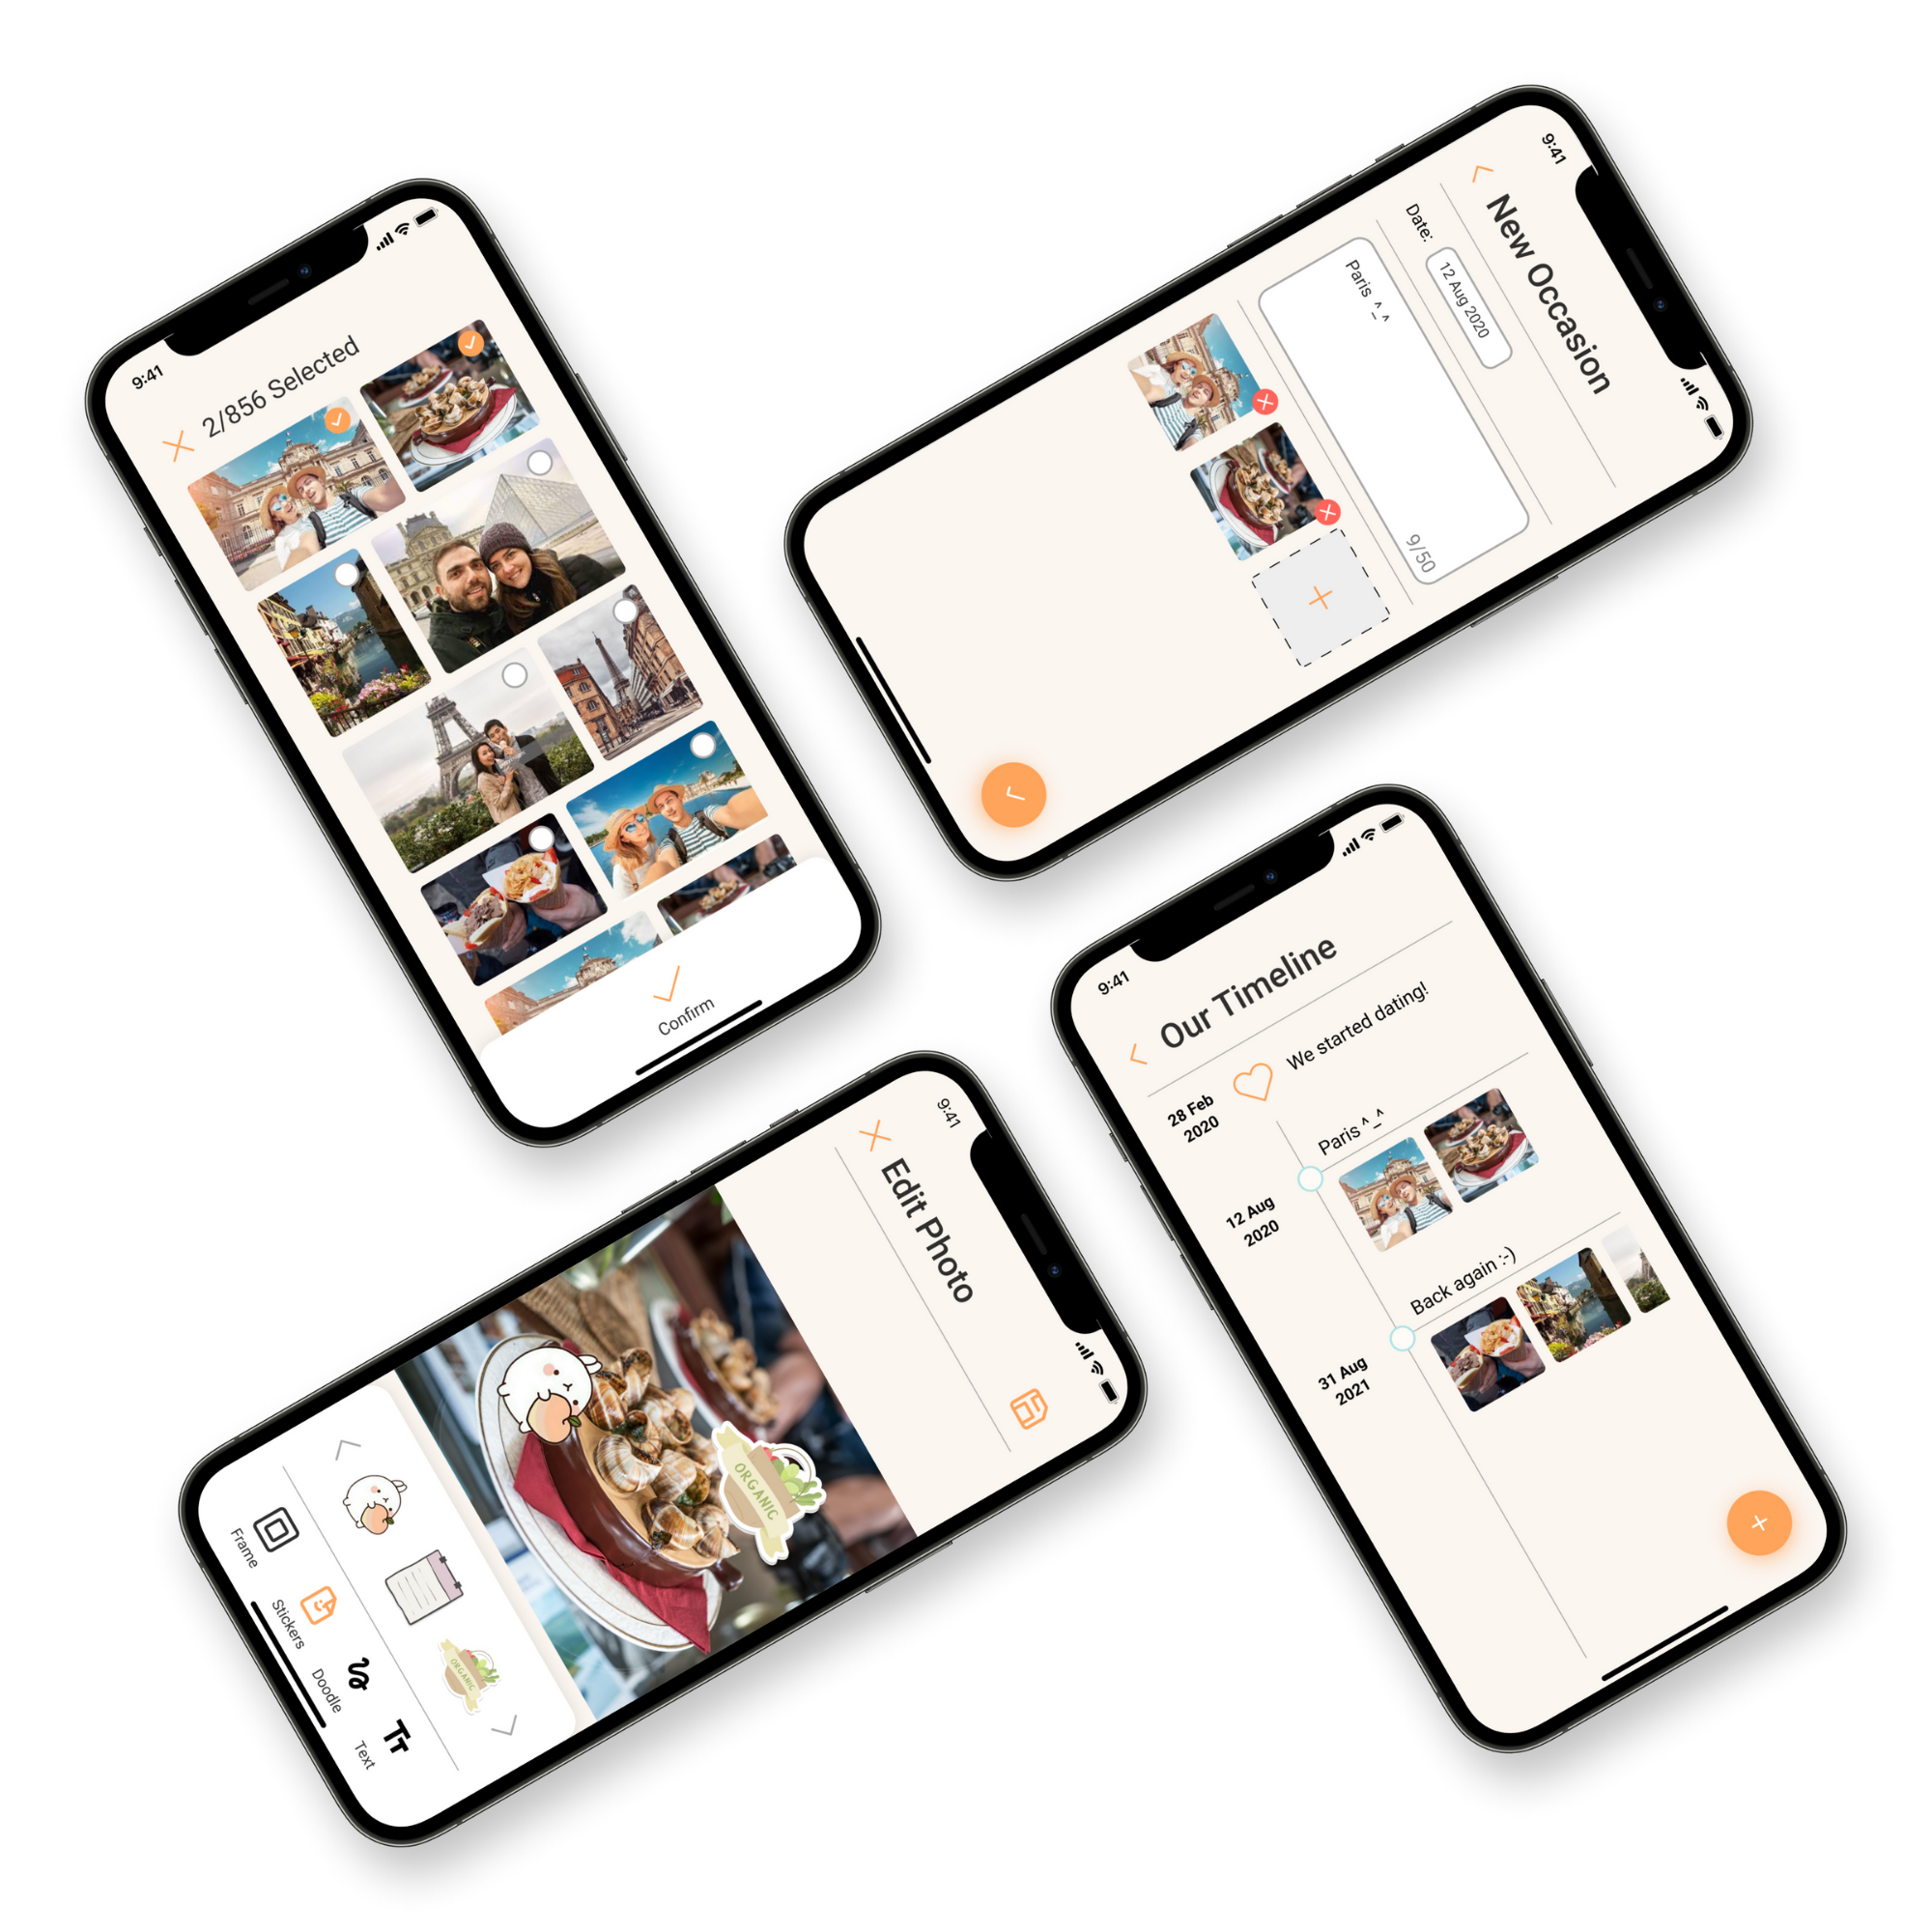 9:41
2/856 Selected
Confirm
9:41
New Occasion
Date:
12 Aug 2020
Paris ^_^
9/50
9:41
Edit Photo
ORGANIC
ORGANIC
Frame
Stickers
Doodle
Text
9:41
Our Timeline
28 Feb
2020
We started dating!
Paris ^_^
12 Aug
2020
Back again :-)
31 Aug
2021